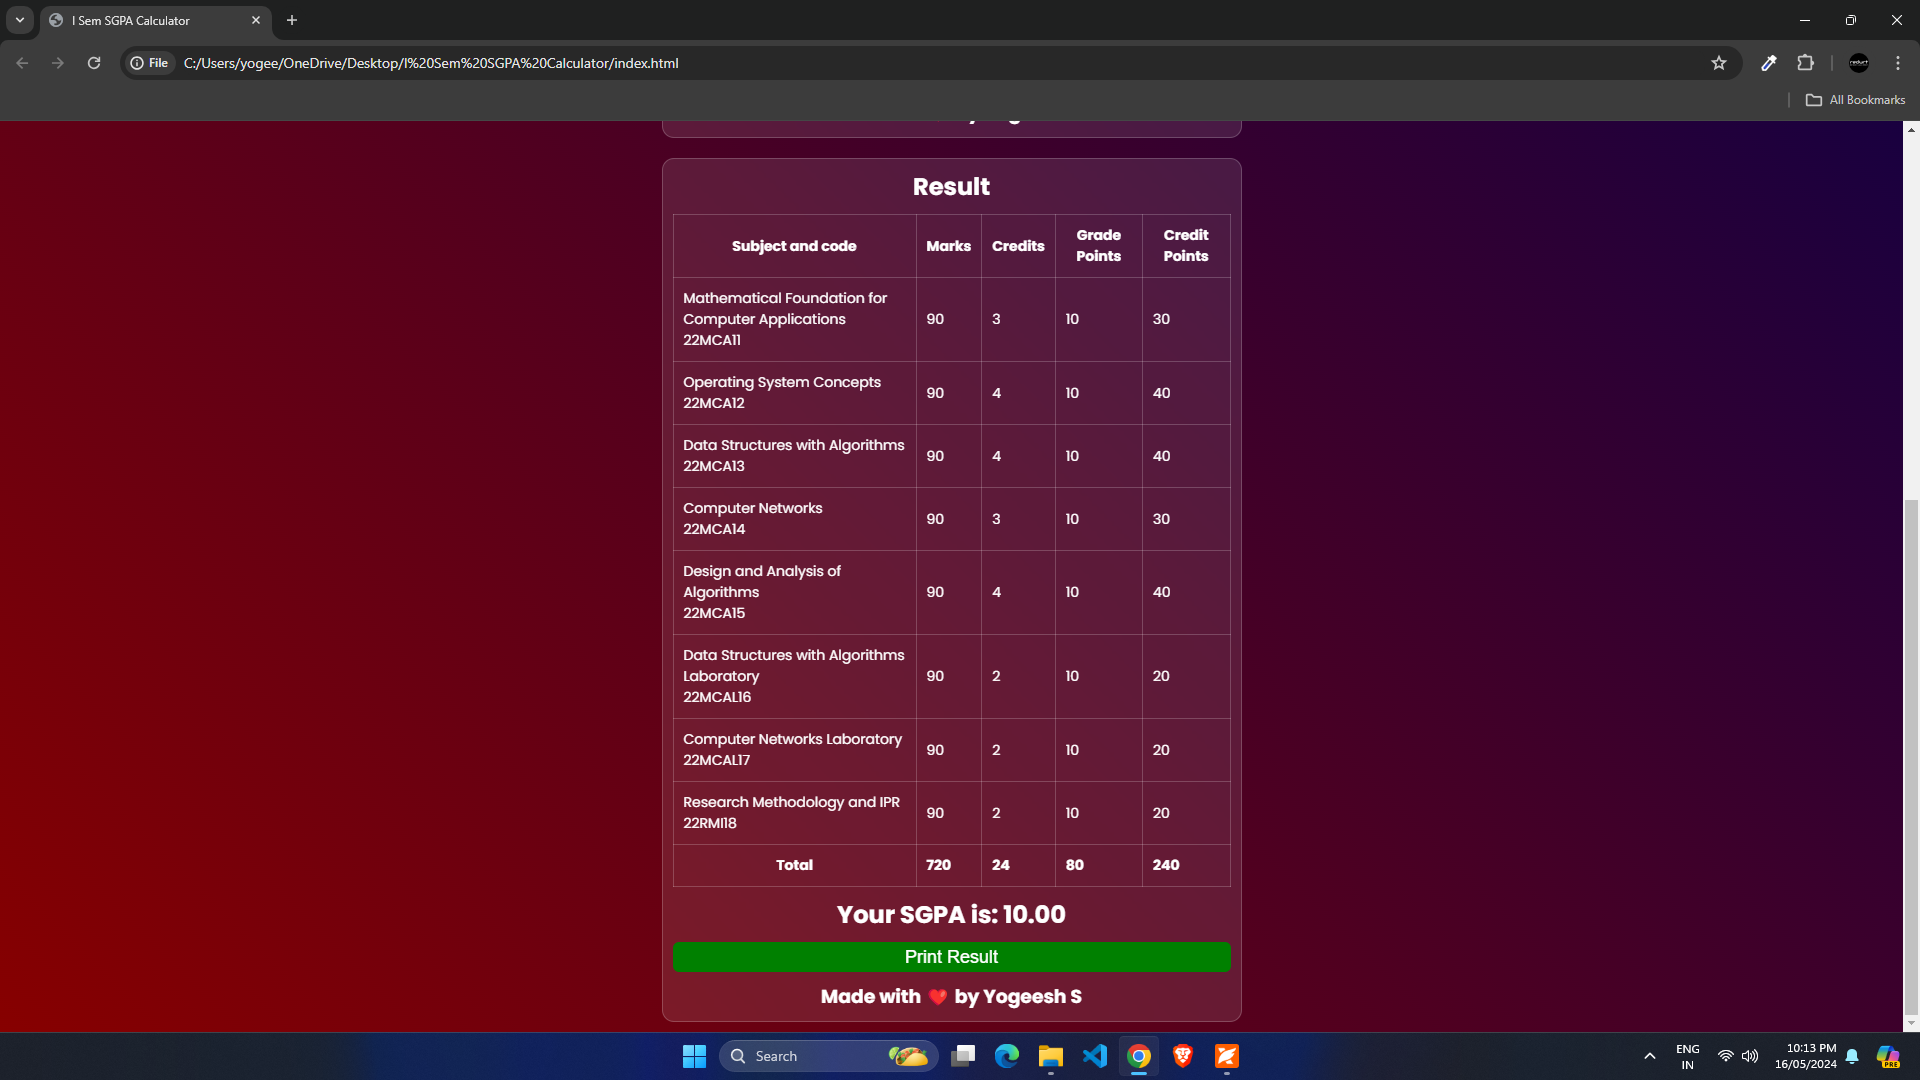 I Sem SGPA Calculator
File
C:/Users/yogee/OneDrive/Desktop/I%20Sem%20SGPA%20Calculator/index.html
All Bookmarks
Result
Subject and code Marks Credits Grade Points Credit Points
Mathematical Foundation for
Computer Applications
22MCA11
90 3 10 30
Operating System Concepts
22MCA12
90 4 10 40
Data Structures with Algorithms
22MCA13
90 4 10 40
Computer Networks
22MCA14
90 3 10 30
Design and Analysis of
Algorithms
22MCA15
90 4 10 40
Data Structures with Algorithms
Laboratory
22MCAL16
90 2 10 20
Computer Networks Laboratory
22MCAL17
90 2 10 20
Research Methodology and IPR
22RMI18
90 2 10 20
Total 720 24 80 240
Your SGPA is: 10.00
Print Result
Made with ❤️ by Yogeesh S
Search
ENG
IN
10:13 PM
16/05/2024
PRE